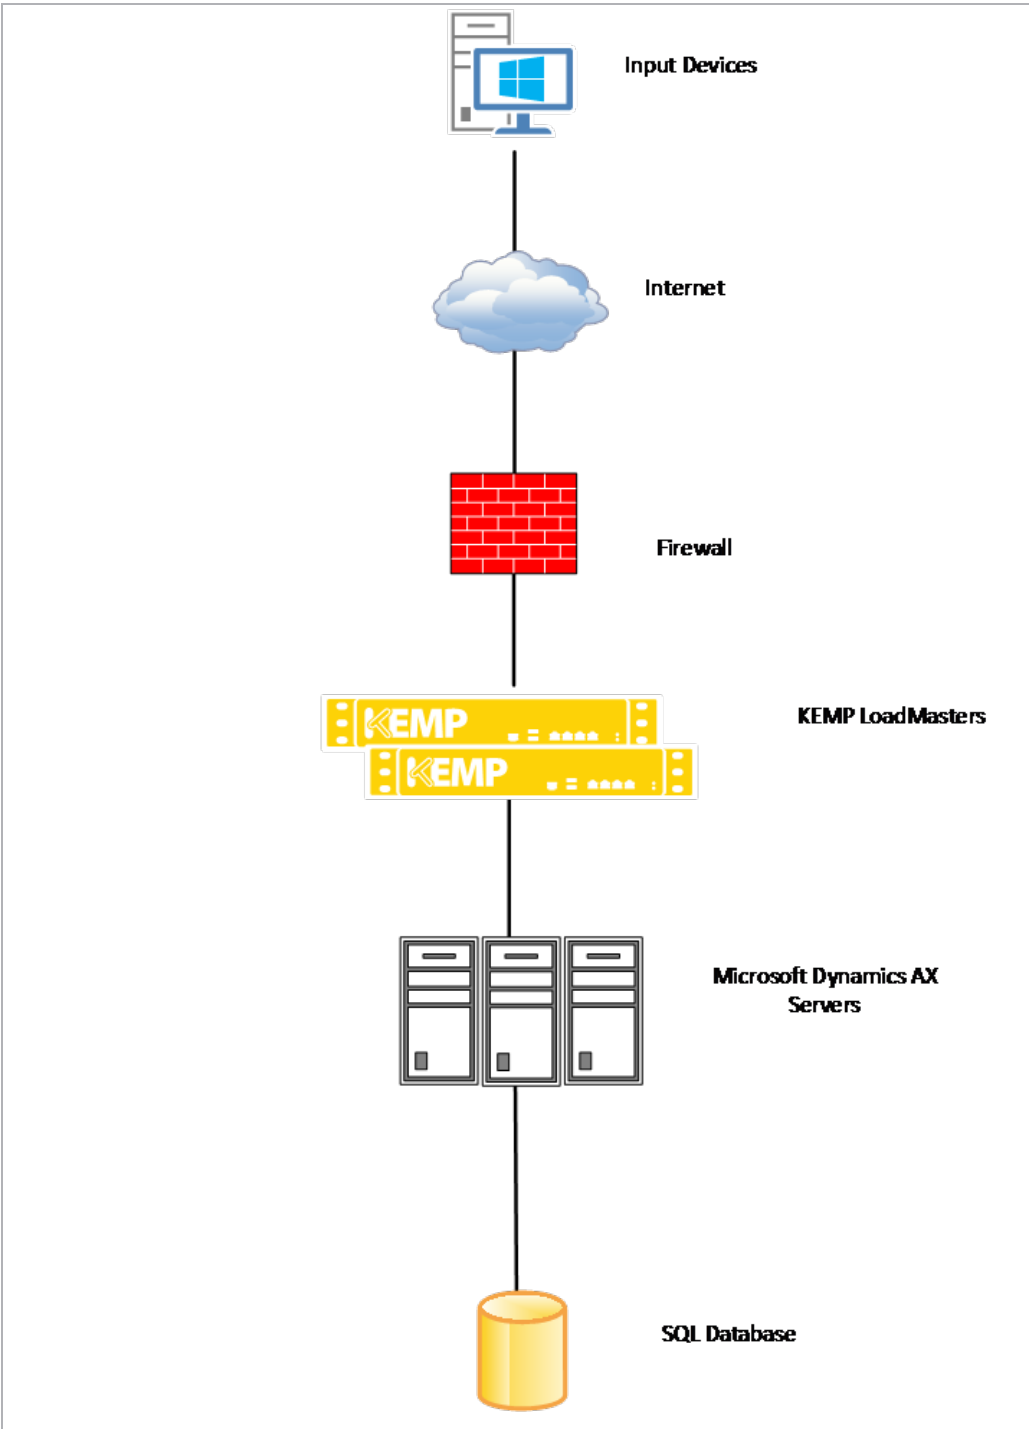 Input Devices
Internet
Firewall
KEMP
KEMP LoadMasters
KEMP
Microsoft Dynamics AX
Servers
SQL Database